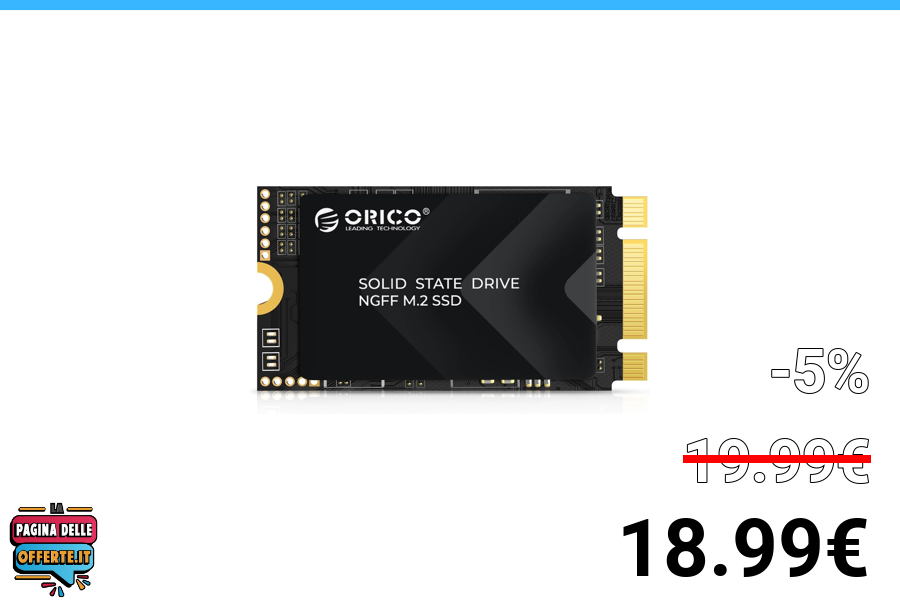 ORICO®
LEADING TECHNOLOGY
SOLID STATE DRIVE
NGFF M.2 SSD
-5%
19.99€
18.99€
LA
PAGINA DELLE
OFFERTE.IT